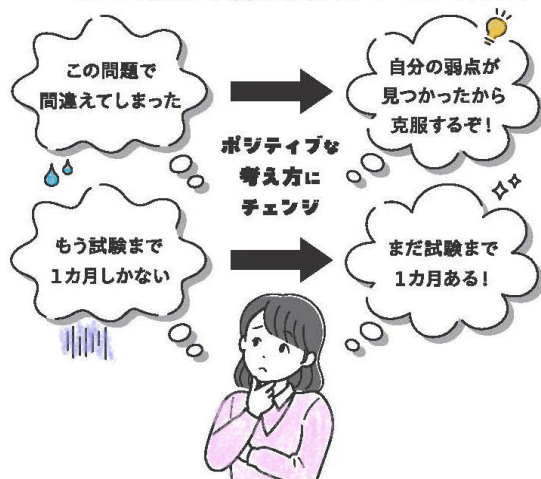 この問題で
間違えてしまった
自分の弱点が
見つかったから
克服するぞ！
ポジティブな
考え方に
チェンジ
もう試験まで
1カ月しかない
まだ試験まで
1カ月ある！